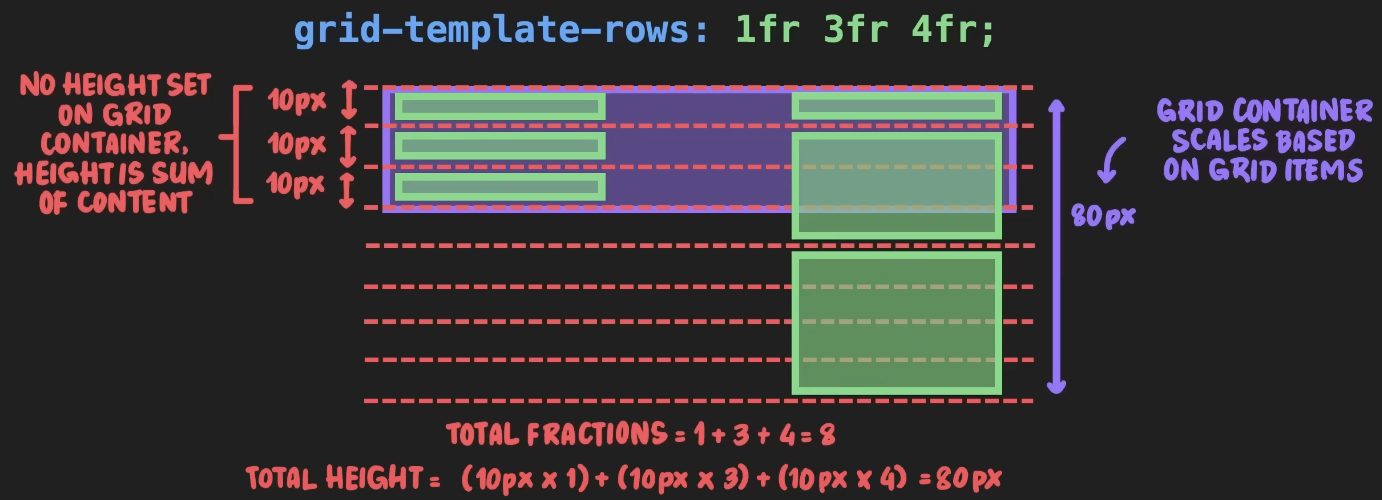 grid-template-rows: 1fr 3fr 4fr;
NO HEIGHT SET
ON GRID
CONTAINER,
HEIGHT IS SUM
OF CONTENT
10px
10px
10px
GRID CONTAINER
SCALES BASED
ON GRID ITEMS
80px
TOTAL FRACTIONS = 1 + 3 + 4 = 8
TOTAL HEIGHT = (10px x 1) + (10px x 3) + (10px x 4) = 80px